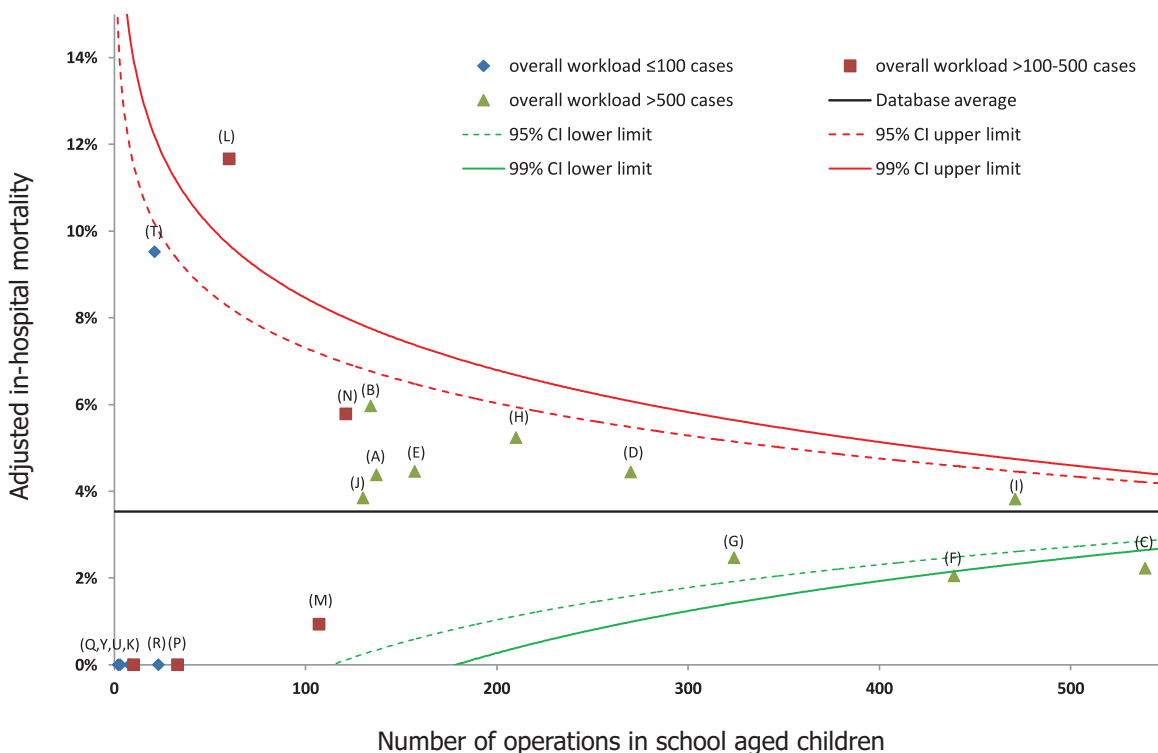 14%
12%
10%
8%
6%
4%
2%
0%
Adjusted in-hospital mortality
overall workload ≤100 cases
overall workload >100-500 cases
overall workload >500 cases
Database average
95% CI lower limit
95% CI upper limit
99% CI lower limit
99% CI upper limit
(L)
(T)
(N)
(B)
(H)
(A)
(E)
(D)
(J)
(I)
(G)
(F)
(C)
(M)
(Q,Y,U,K)
(R)
(P)
0
100
200
300
400
500
Number of operations in school aged children